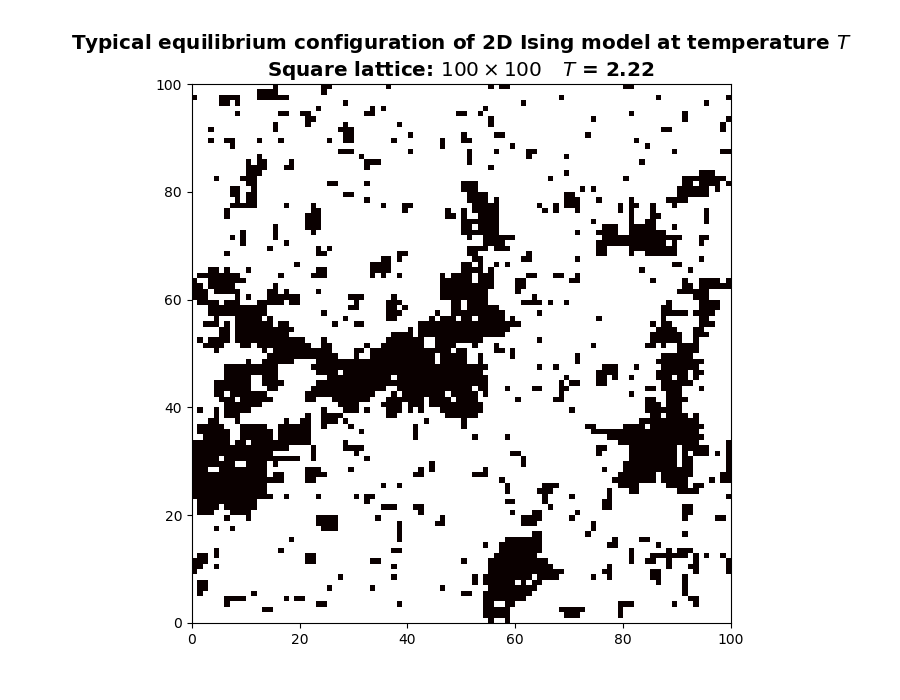 Typical equilibrium configuration of 2D Ising model at temperature T
Square lattice: 100 × 100 T = 2.22
100
80
60
40
20
0
0 20 40 60 80 100